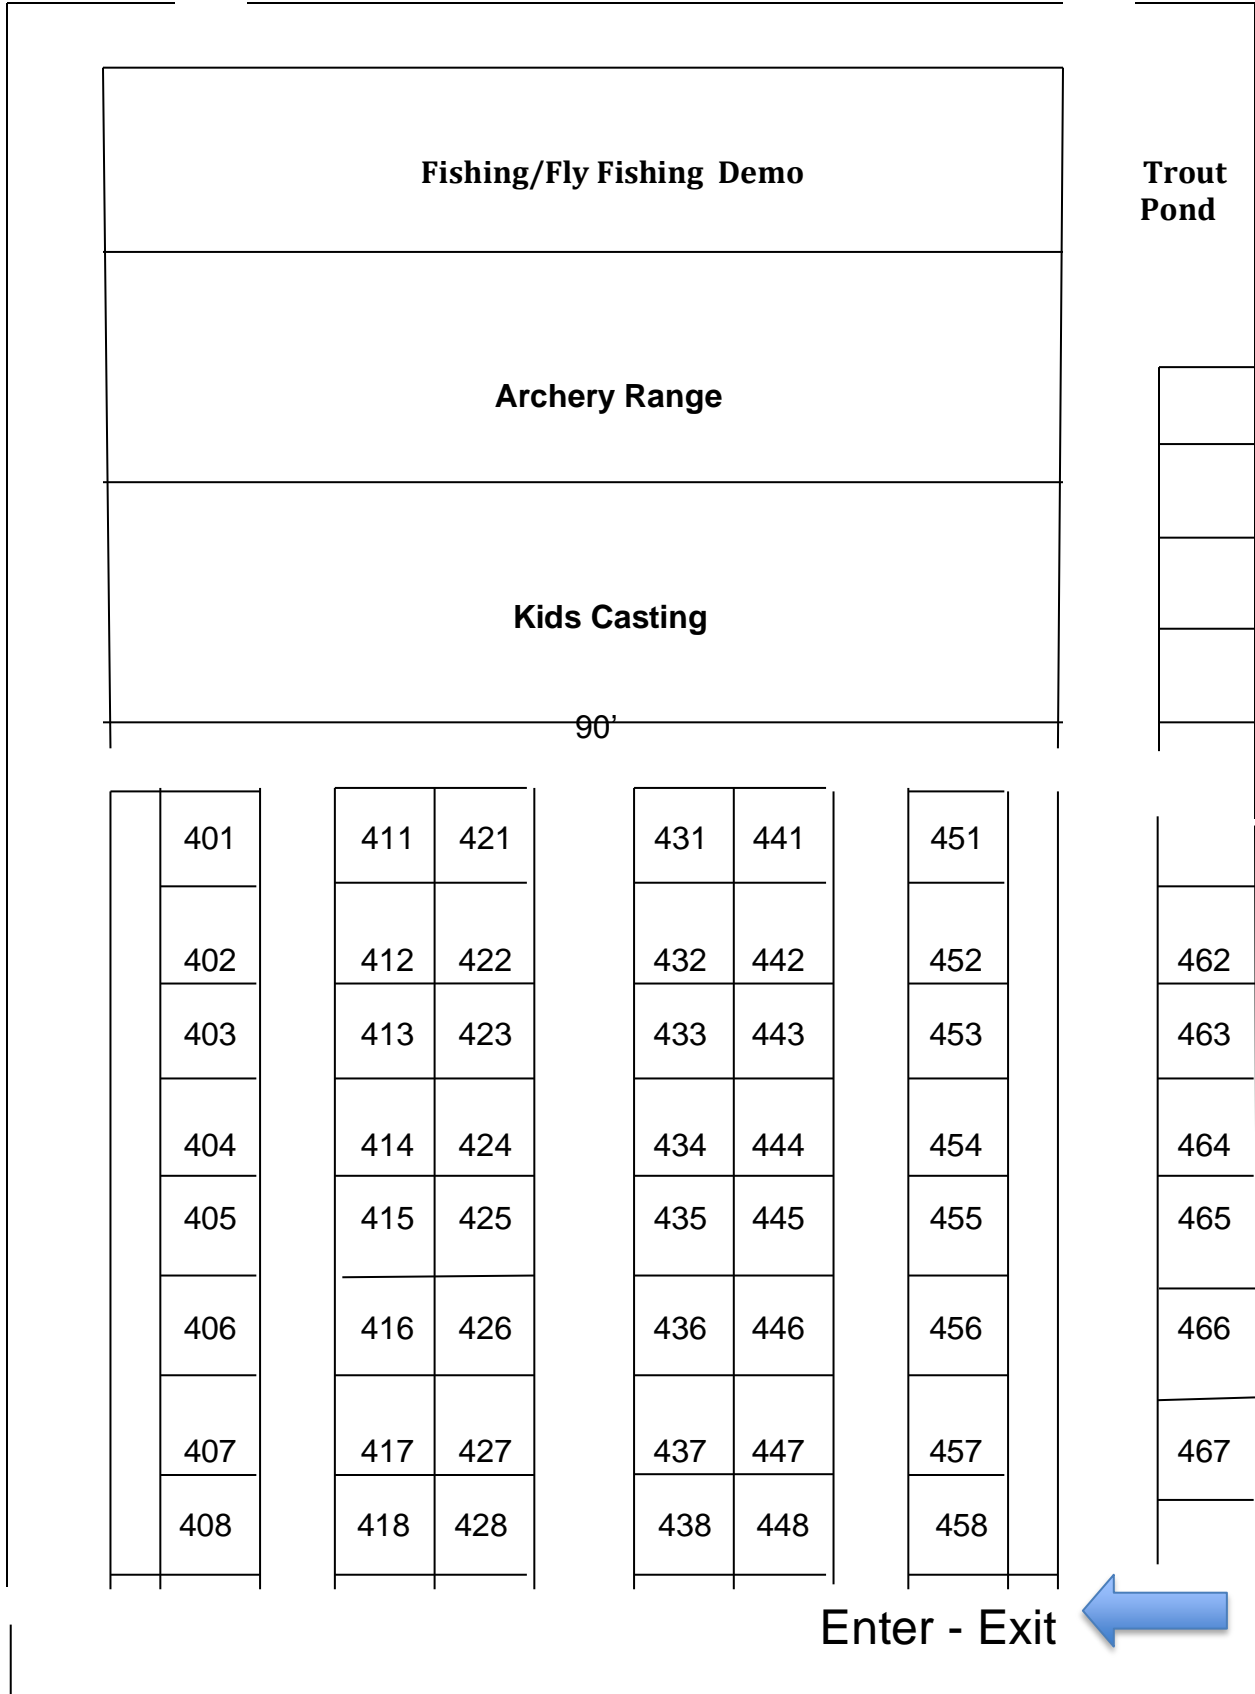 Fishing/Fly Fishing Demo
Trout
Pond
Archery Range
Kids Casting
90’
401 411 421 431 441 451
402 412 422 432 442 452 462
403 413 423 433 443 453 463
404 414 424 434 444 454 464
405 415 425 435 445 455 465
406 416 426 436 446 456 466
407 417 427 437 447 457 467
408 418 428 438 448 458
Enter - Exit